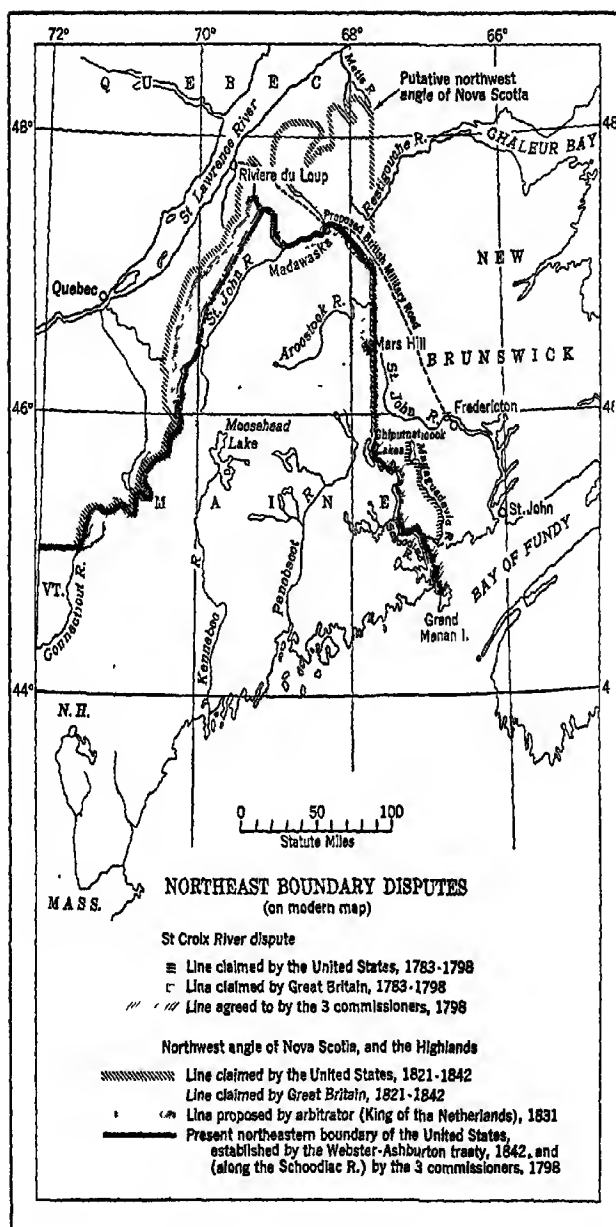 72°
70°
68°
66°
QUEBEC
Metis R.
Putative northwest
angle of Nova Scotia
48°
48
St Lawrence River
Restigouche R.
CHALEUR BAY
Riviere du Loup
Proposed British Military Road
NEW
Madawaska
Quebec
St. John R.
Aroostook R.
Mars Hill
BRUNSWICK
St. John R.
46°
Fredericton
Moosehead
Lake
Lakes
Magaguadavic R.
M A I N E
St. John
BAY OF FUNDY
VT.
Connecticut R.
Kennebec R.
Penobscot R.
Grand
Manan I.
44°
4
N.H.
0 50 100
Statute Miles
MASS.
NORTHEAST BOUNDARY DISPUTES
(on modern map)
St Croix River dispute
Line claimed by the United States, 1783-1798
Line claimed by Great Britain, 1783-1798
Line agreed to by the 3 commissioners, 1798
Northwest angle of Nova Scotia, and the Highlands
Line claimed by the United States, 1821-1842
Line claimed by Great Britain, 1821-1842
Line proposed by arbitrator (King of the Netherlands), 1831
Present northeastern boundary of the United States,
established by the Webster-Ashburton treaty, 1842, and
(along the Schoodiac R.) by the 3 commissioners, 1798